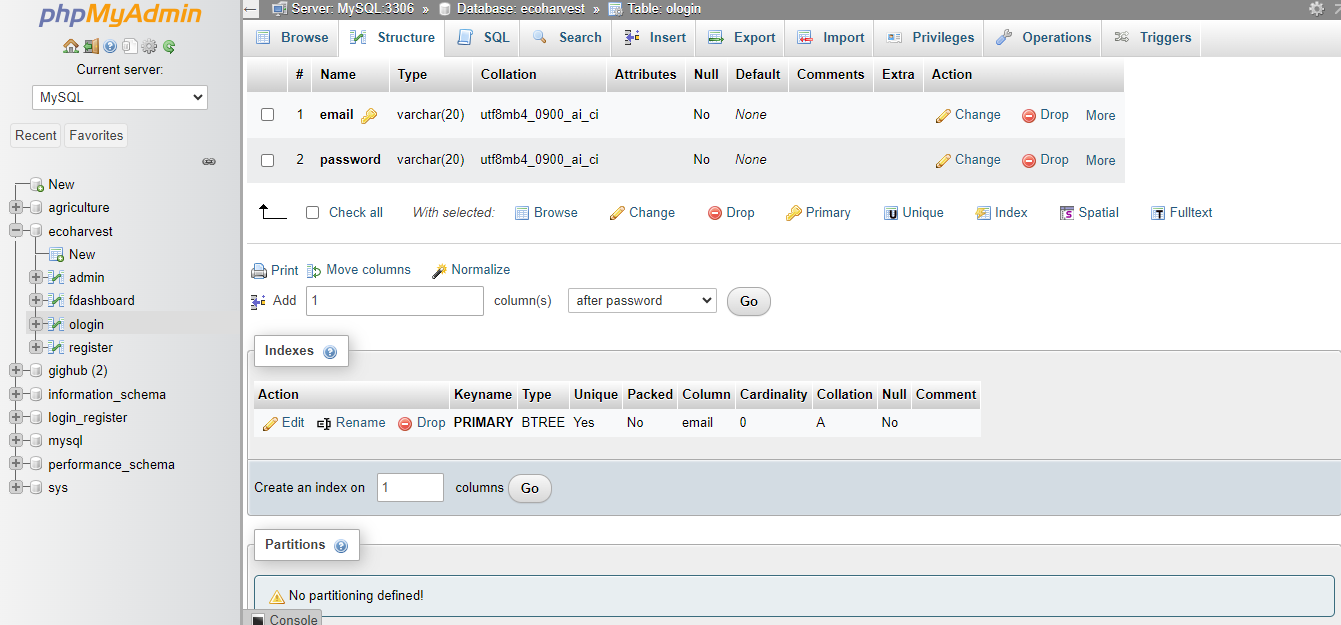 phpMyAdmin
Current server:
MySQL
Recent Favorites
New
agriculture
ecoharvest
New
admin
fdashboard
ologin
register
gighub (2)
information_schema
login_register
mysql
performance_schema
sys
Server: MySQL:3306 » Database: ecoharvest » Table: ologin
Browse Structure SQL Search Insert Export Import Privileges Operations Triggers
# Name Type Collation Attributes Null Default Comments Extra Action
1 email varchar(20) utf8mb4_0900_ai_ci No None Change Drop More
2 password varchar(20) utf8mb4_0900_ai_ci No None Change Drop More
Check all With selected: Browse Change Drop Primary Unique Index Spatial Fulltext
Print Move columns Normalize
Add 1 column(s) after password Go
Indexes
Action Keyname Type Unique Packed Column Cardinality Collation Null Comment
Edit Rename Drop PRIMARY BTREE Yes No email 0 A No
Create an index on 1 columns Go
Partitions
No partitioning defined!
Console